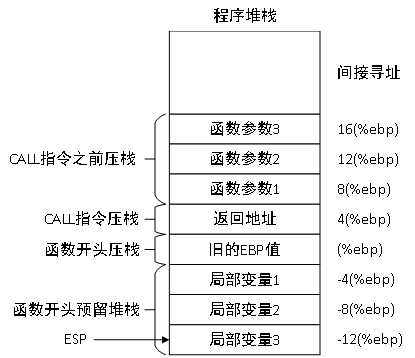 程序堆栈
间接寻址
函数参数3 16(%ebp)
CALL指令之前压栈 函数参数2 12(%ebp)
函数参数1 8(%ebp)
CALL指令压栈 返回地址 4(%ebp)
函数开头压栈 旧的EBP值 (%ebp)
局部变量1 -4(%ebp)
函数开头预留堆栈 局部变量2 -8(%ebp)
ESP 局部变量3 -12(%ebp)